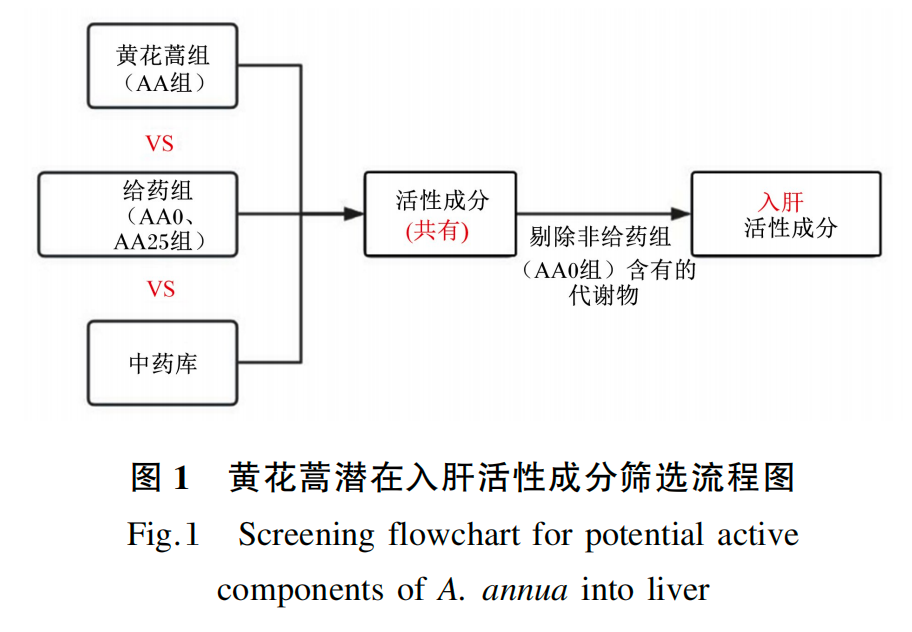 黄花蒿组
（AA组）
VS
给药组
（AA0、
AA25组）
VS
中药库
活性成分
(共有)
剔除非给药组
（AA0组）含有的
代谢物
入肝
活性成分
图 1 黄花蒿潜在入肝活性成分筛选流程图
Fig.1 Screening flowchart for potential active
components of A. annua into liver